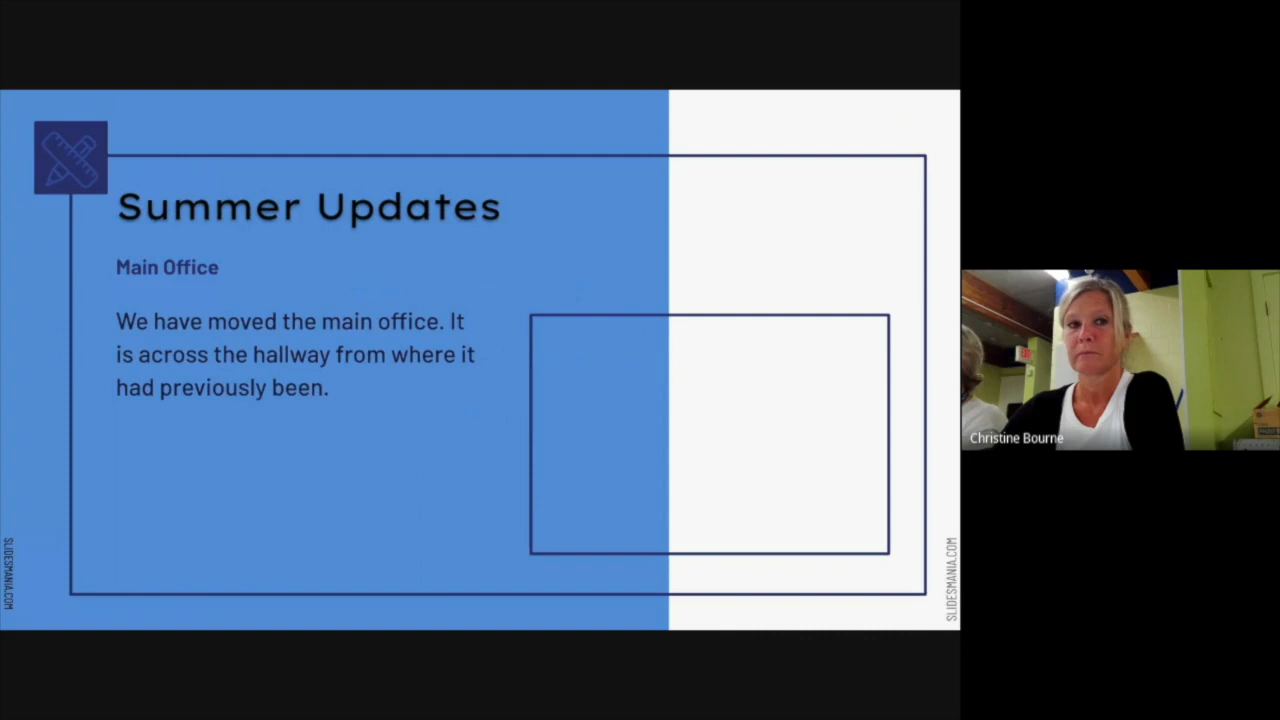 Summer Updates
Main Office
We have moved the main office. It
is across the hallway from where it
had previously been.
SLIDESMANIA.COM
SLIDESMANIA.COM
Christine Bourne